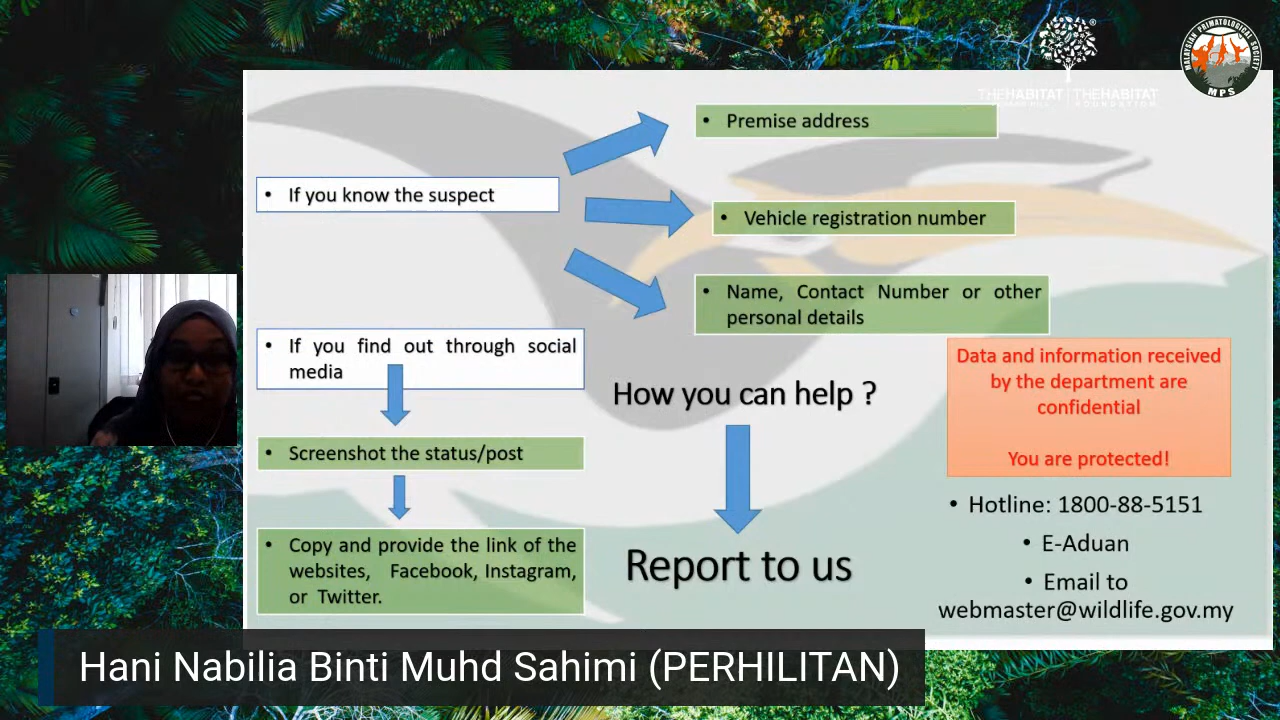 THEHABITAT THEHABITAT
FOUNDATION
MALAYSIAN PRIMATOLOGICAL SOCIETY
MPS
• If you know the suspect
• Premise address
• Vehicle registration number
• Name, Contact Number or other
personal details
• If you find out through social
media
• Screenshot the status/post
• Copy and provide the link of the
websites, Facebook, Instagram,
or Twitter.
How you can help ?
Report to us
Data and information received
by the department are
confidential
You are protected!
• Hotline: 1800-88-5151
• E-Aduan
• Email to
webmaster@wildlife.gov.my
Hani Nabilia Binti Muhd Sahimi (PERHILITAN)